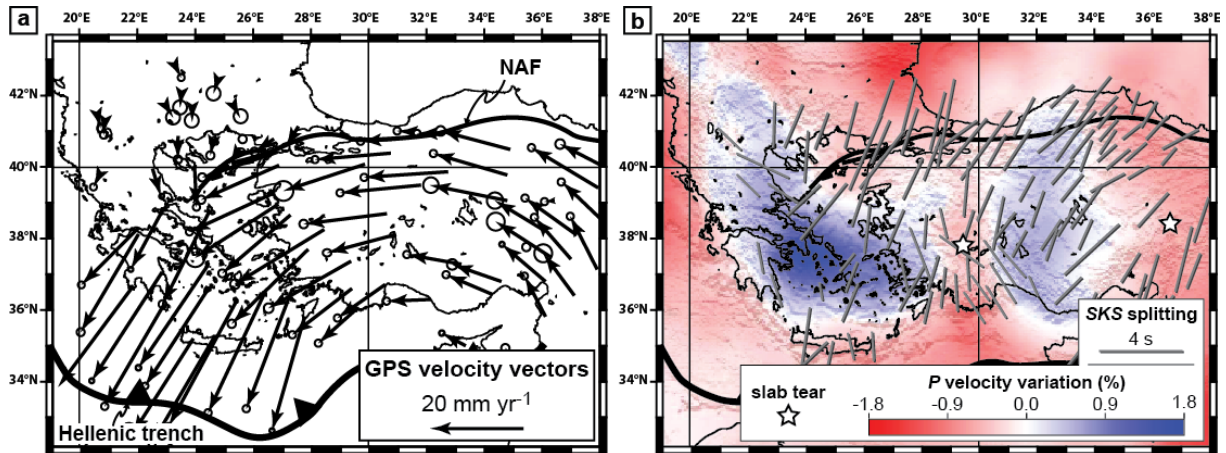 a
20°E 22°E 24°E 26°E 28°E 30°E 32°E 34°E 36°E 38°E
NAF
42°N
40°N
38°N
36°N
34°N
GPS velocity vectors
20 mm yr-1
Hellenic trench
b
20°E 22°E 24°E 26°E 28°E 30°E 32°E 34°E 36°E 38°E
42°N
40°N
38°N
36°N
34°N
SKS splitting
4 s
slab tear
P velocity variation (%)
-1.8 -0.9 0.0 0.9 1.8